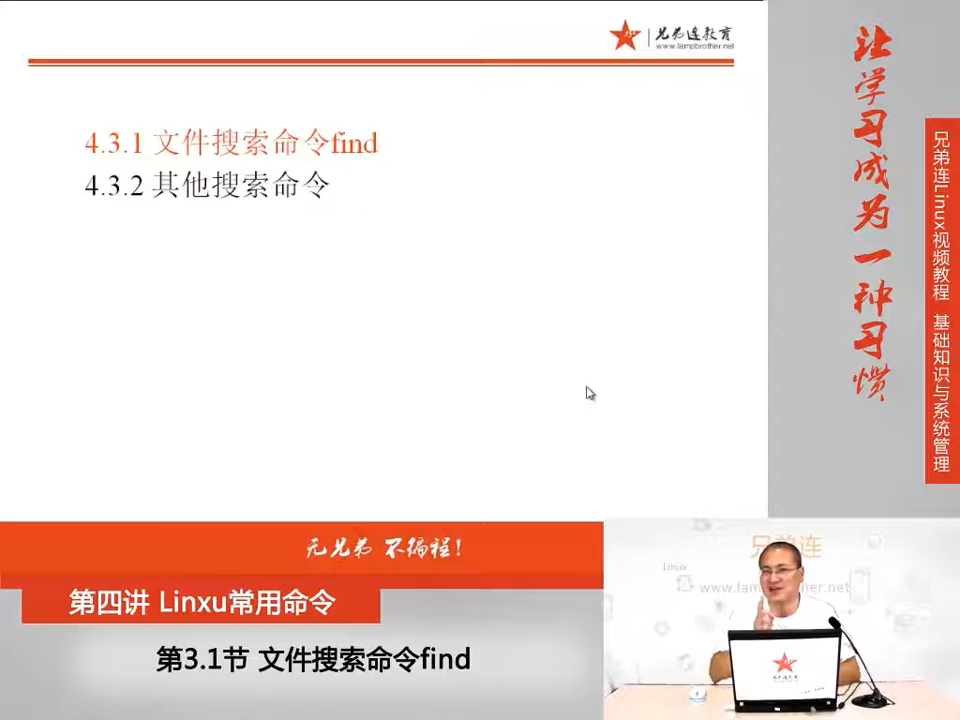 兄弟连教育
www.lampbrother.net
4.3.1 文件搜索命令find
4.3.2 其他搜索命令
让学习成为一种习惯
兄弟连Linux视频教程 基础知识与系统管理
无兄弟 不编程!
第四讲 Linxu常用命令
第3.1节 文件搜索命令find
兄弟连
Linux